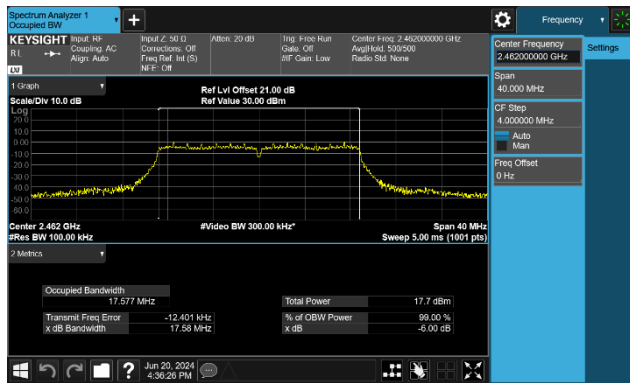 Spectrum Analyzer 1
Occupied BW
KEYSIGHT
R L
LXI
Input: RF
Coupling: AC
Align: Auto
Input Z: 50 Ω
Corrections: Off
Freq Ref: Int (S)
NFE: Off
Atten: 20 dB
Trig: Free Run
Gate: Off
#IF Gain: Low
Center Freq: 2.462000000 GHz
Avg|Hold: 500/500
Radio Std: None
1 Graph
Scale/Div 10.0 dB
Ref Lvl Offset 21.00 dB
Ref Value 30.00 dBm
Log
20.0
10.0
0.00
-10.0
-20.0
-30.0
-40.0
-50.0
-60.0
Center 2.462 GHz
#Res BW 100.00 kHz
#Video BW 300.00 kHz*
Span 40 MHz
Sweep 5.00 ms (1001 pts)
2 Metrics
Occupied Bandwidth
17.577 MHz
Total Power 17.7 dBm
Transmit Freq Error -12.401 kHz
% of OBW Power 99.00 %
x dB Bandwidth 17.58 MHz
x dB -6.00 dB
Jun 20, 2024
4:36:26 PM
Frequency
Settings
Center Frequency
2.462000000 GHz
Span
40.000 MHz
CF Step
4.000000 MHz
Auto
Man
Freq Offset
0 Hz